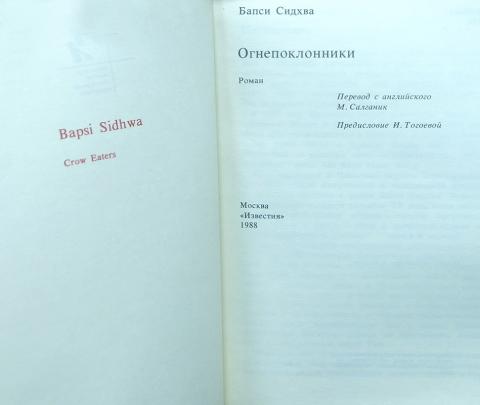 Bapsi Sidhwa
Crow Eaters
Бапси Сидхва
Огнепоклонники
Роман
Перевод с английского
М. Салганик
Предисловие И. Тогоевой
Москва
«Известия»
1988